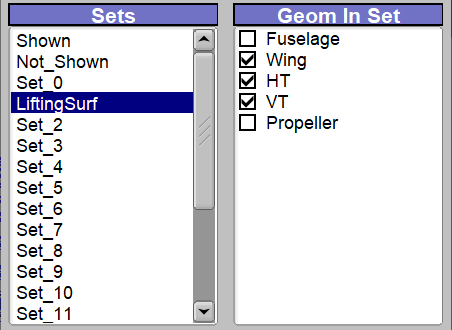 Sets
Shown
Not_Shown
Set_0
LiftingSurf
Set_2
Set_3
Set_4
Set_5
Set_6
Set_7
Set_8
Set_9
Set_10
Set_11
Geom In Set
Fuselage
Wing
HT
VT
Propeller